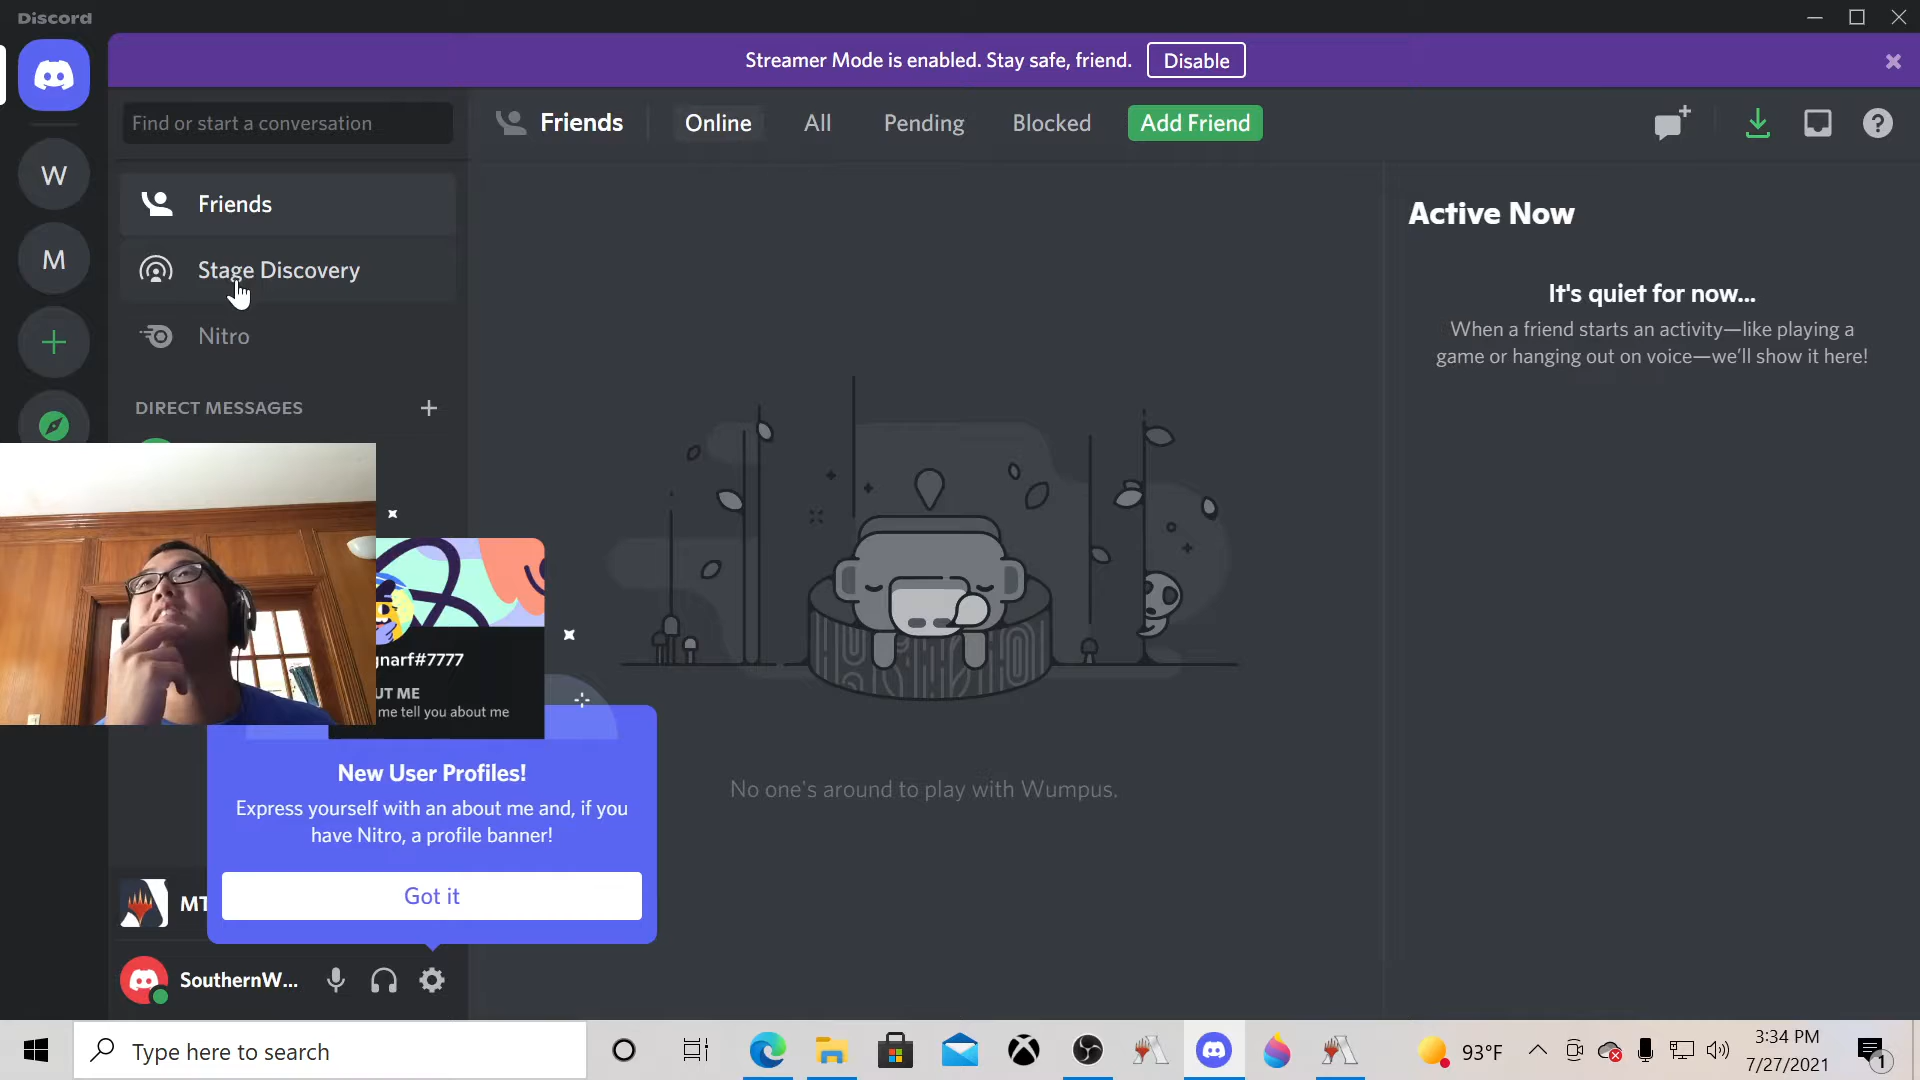 Discord
Streamer Mode is enabled. Stay safe, friend.
Disable
W
M
Find or start a conversation
Friends
Stage Discovery
Nitro
DIRECT MESSAGES
Friends
Online
All
Pending
Blocked
Add Friend
Active Now
It's quiet for now...
When a friend starts an activity—like playing a
game or hanging out on voice—we'll show it here!
No one's around to play with Wumpus.
gnarf#7777
UT ME
me tell you about me
New User Profiles!
Express yourself with an about me and, if you
have Nitro, a profile banner!
Got it
MT
SouthernW...
Type here to search
93°F
3:34 PM
7/27/2021
1